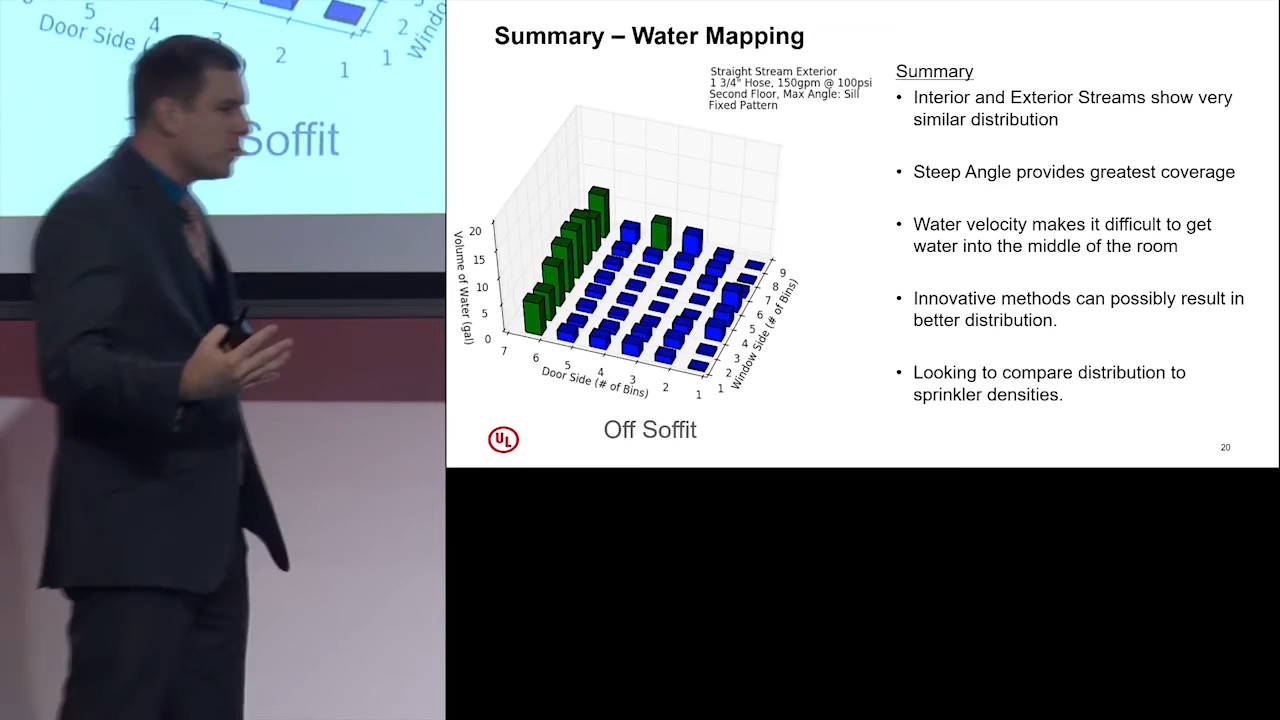 5
4
3
2
1
1
2
Door Side
Window
Soffit
Summary – Water Mapping
Straight Stream Exterior
1 3/4" Hose, 150gpm @ 100psi
Second Floor, Max Angle: Sill
Fixed Pattern
20
15
10
5
0
Volume of Water (gal)
7
6
5
4
3
2
1
Door Side (# of Bins)
1
2
3
4
5
6
7
8
9
Window Side (# of Bins)
Off Soffit
UL
Summary
• Interior and Exterior Streams show very
similar distribution
• Steep Angle provides greatest coverage
• Water velocity makes it difficult to get
water into the middle of the room
• Innovative methods can possibly result in
better distribution.
• Looking to compare distribution to
sprinkler densities.
20